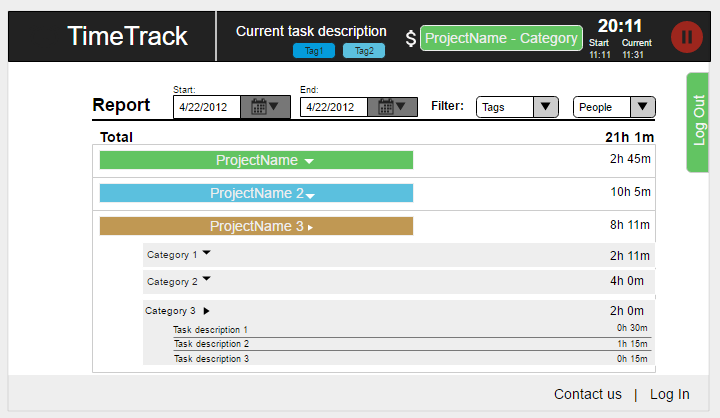 TimeTrack
Current task description
Tag1 Tag2
$ ProjectName - Category
20:11
Start Current
11:11 11:31
Log Out
Report
Start:
4/22/2012
End:
4/22/2012
Filter: Tags People
Total 21h 1m
ProjectName 2h 45m
ProjectName 2 10h 5m
ProjectName 3 8h 11m
Category 1 2h 11m
Category 2 4h 0m
Category 3 2h 0m
Task description 1 0h 30m
Task description 2 1h 15m
Task description 3 0h 15m
Contact us | Log In